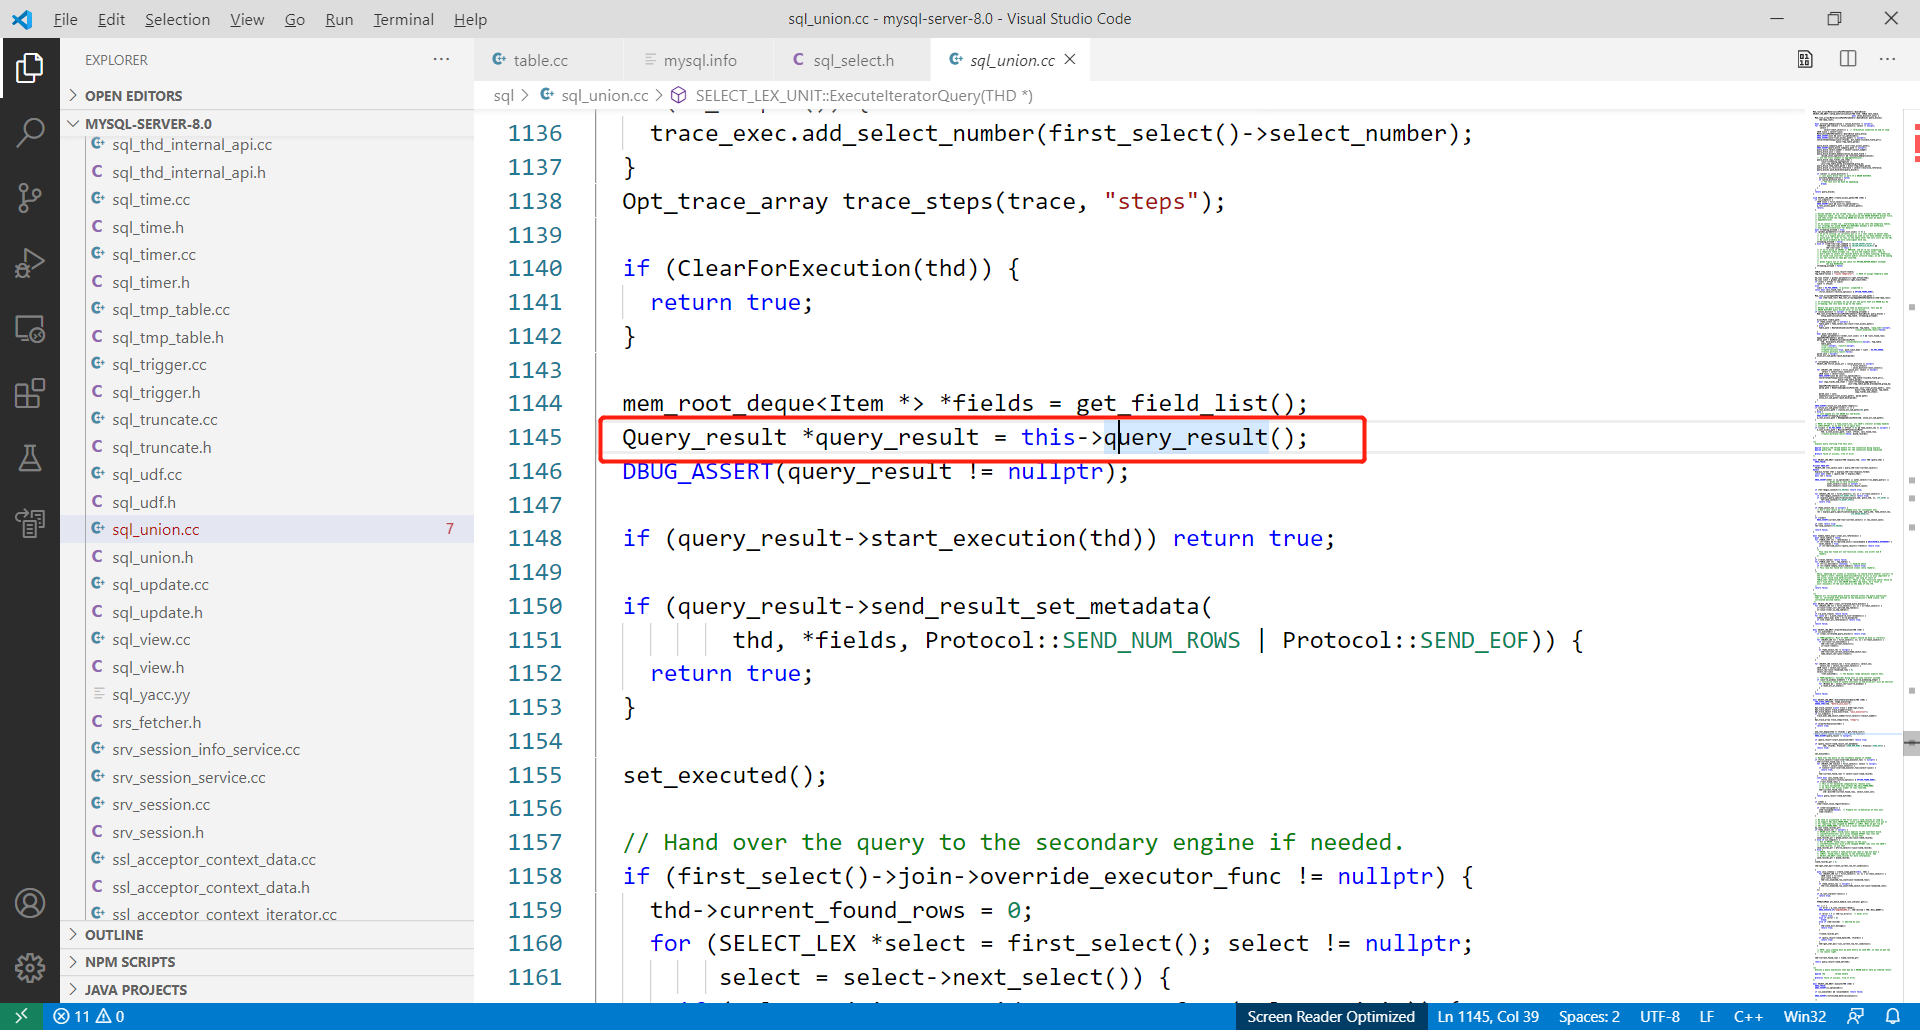 File Edit Selection View Go Run Terminal Help
sql_union.cc - mysql-server-8.0 - Visual Studio Code
EXPLORER
OPEN EDITORS
MYSQL-SERVER-8.0
sql_thd_internal_api.cc
sql_thd_internal_api.h
sql_time.cc
sql_time.h
sql_timer.cc
sql_timer.h
sql_tmp_table.cc
sql_tmp_table.h
sql_trigger.cc
sql_trigger.h
sql_truncate.cc
sql_truncate.h
sql_udf.cc
sql_udf.h
sql_union.cc 7
sql_union.h
sql_update.cc
sql_update.h
sql_view.cc
sql_view.h
sql_yacc.yy
srs_fetcher.h
srv_session_info_service.cc
srv_session_service.cc
srv_session.cc
srv_session.h
ssl_acceptor_context_data.cc
ssl_acceptor_context_data.h
ssl_acceptor_context_iterator.cc
OUTLINE
NPM SCRIPTS
JAVA PROJECTS
table.cc mysql.info sql_select.h sql_union.cc
sql > sql_union.cc > SELECT_LEX_UNIT::ExecuteIteratorQuery(THD *)
1136 trace_exec.add_select_number(first_select()->select_number);
1137 }
1138 Opt_trace_array trace_steps(trace, "steps");
1139
1140 if (ClearForExecution(thd)) {
1141 return true;
1142 }
1143
1144 mem_root_deque<Item *> *fields = get_field_list();
1145 Query_result *query_result = this->query_result();
1146 DBUG_ASSERT(query_result != nullptr);
1147
1148 if (query_result->start_execution(thd)) return true;
1149
1150 if (query_result->send_result_set_metadata(
1151 thd, *fields, Protocol::SEND_NUM_ROWS | Protocol::SEND_EOF)) {
1152 return true;
1153 }
1154
1155 set_executed();
1156
1157 // Hand over the query to the secondary engine if needed.
1158 if (first_select()->join->override_executor_func != nullptr) {
1159 thd->current_found_rows = 0;
1160 for (SELECT_LEX *select = first_select(); select != nullptr;
1161 select = select->next_select()) {
11 0
Screen Reader Optimized Ln 1145, Col 39 Spaces: 2 UTF-8 LF C++ Win32